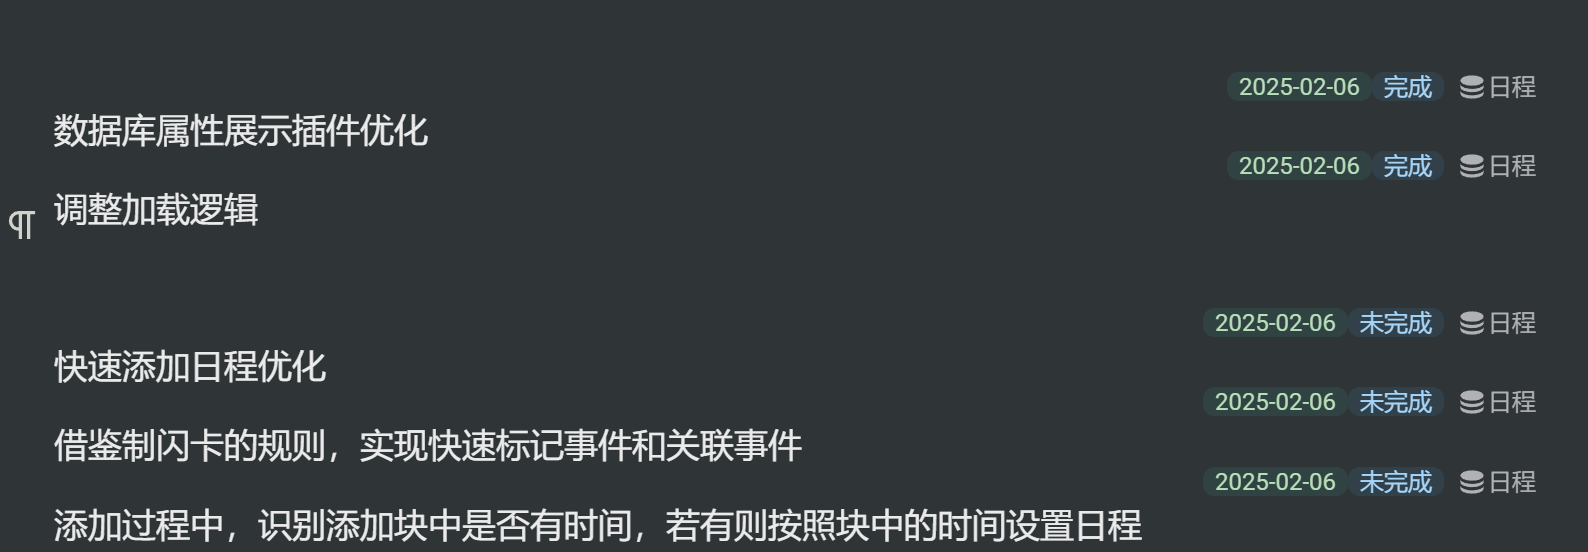 2025-02-06 完成 日程
数据库属性展示插件优化
2025-02-06 完成 日程
调整加载逻辑
2025-02-06 未完成 日程
快速添加日程优化
2025-02-06 未完成 日程
借鉴制闪卡的规则，实现快速标记事件和关联事件
2025-02-06 未完成 日程
添加过程中，识别添加块中是否有时间，若有则按照块中的时间设置日程